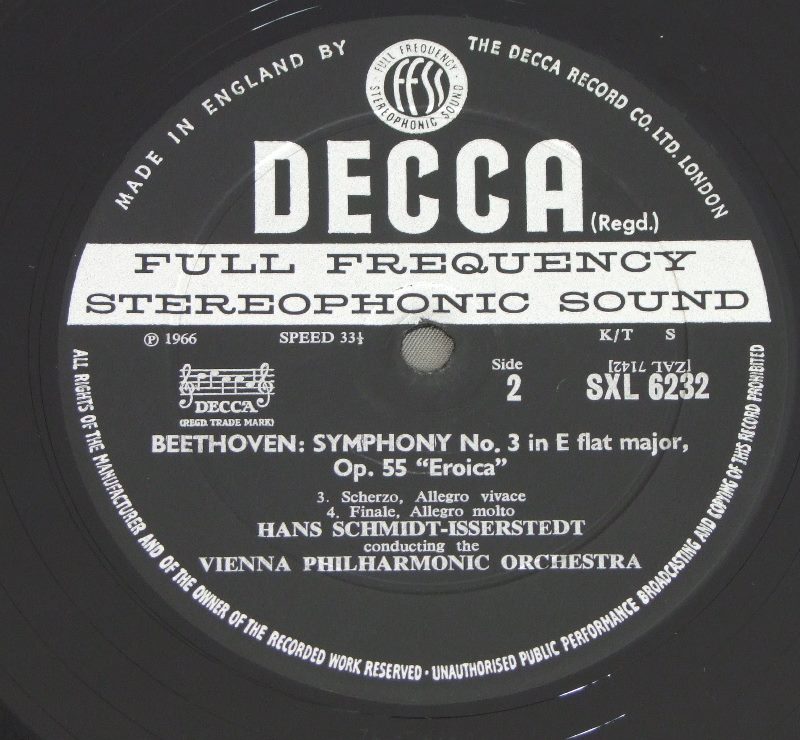 MADE IN ENGLAND BY
THE DECCA RECORD CO. LTD. LONDON
FULL FREQUENCY
ffss
STEREOPHONIC SOUND
DECCA (Regd.)
FULL FREQUENCY
STEREOPHONIC SOUND
℗ 1966 SPEED 33⅓ K/T S
[ZAL 7142]
Side
2
SXL 6232
DECCA
(REGD. TRADE MARK)
BEETHOVEN: SYMPHONY No. 3 in E flat major,
Op. 55 “Eroica”
3. Scherzo, Allegro vivace
4. Finale, Allegro molto
HANS SCHMIDT-ISSERSTEDT
conducting the
VIENNA PHILHARMONIC ORCHESTRA
ALL RIGHTS OF THE MANUFACTURER AND OF THE OWNER OF THE RECORDED WORK RESERVED · UNAUTHORISED PUBLIC PERFORMANCE BROADCASTING AND COPYING OF THIS RECORD PROHIBITED